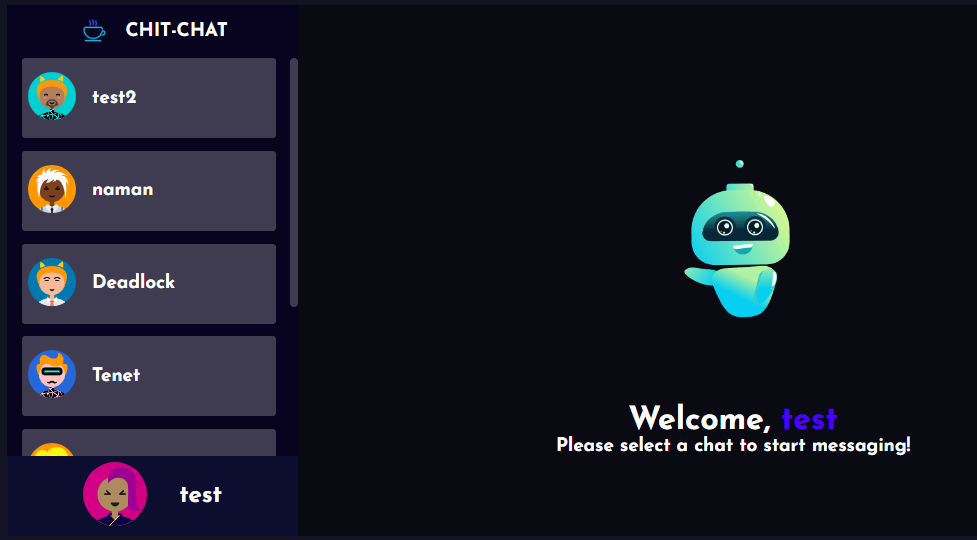 CHIT-CHAT
test2
naman
Deadlock
Tenet
test
Welcome, test
Please select a chat to start messaging!